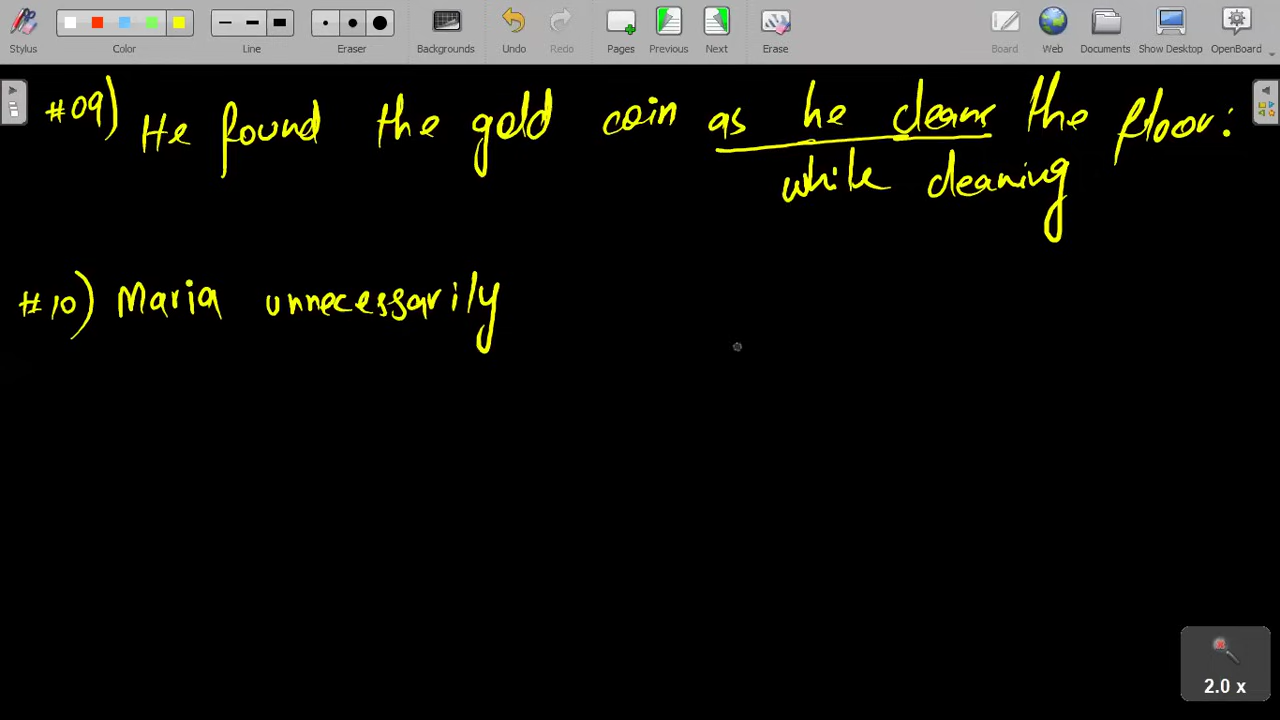 Stylus
Color
Line
Eraser
Backgrounds
Undo
Redo
Pages
Previous
Next
Erase
Board
Web
Documents
Show Desktop
OpenBoard
#09) He found the gold coin as he cleans the floor:
while cleaning
#10) Maria unnecessarily
2.0 x